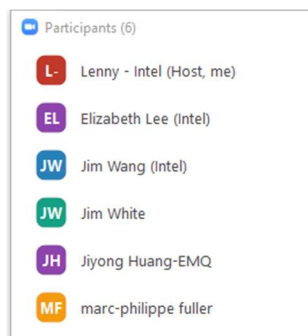 Participants (6)
L- Lenny - Intel (Host, me)
EL Elizabeth Lee (Intel)
JW Jim Wang (Intel)
JW Jim White
JH Jiyong Huang-EMQ
MF marc-philippe fuller